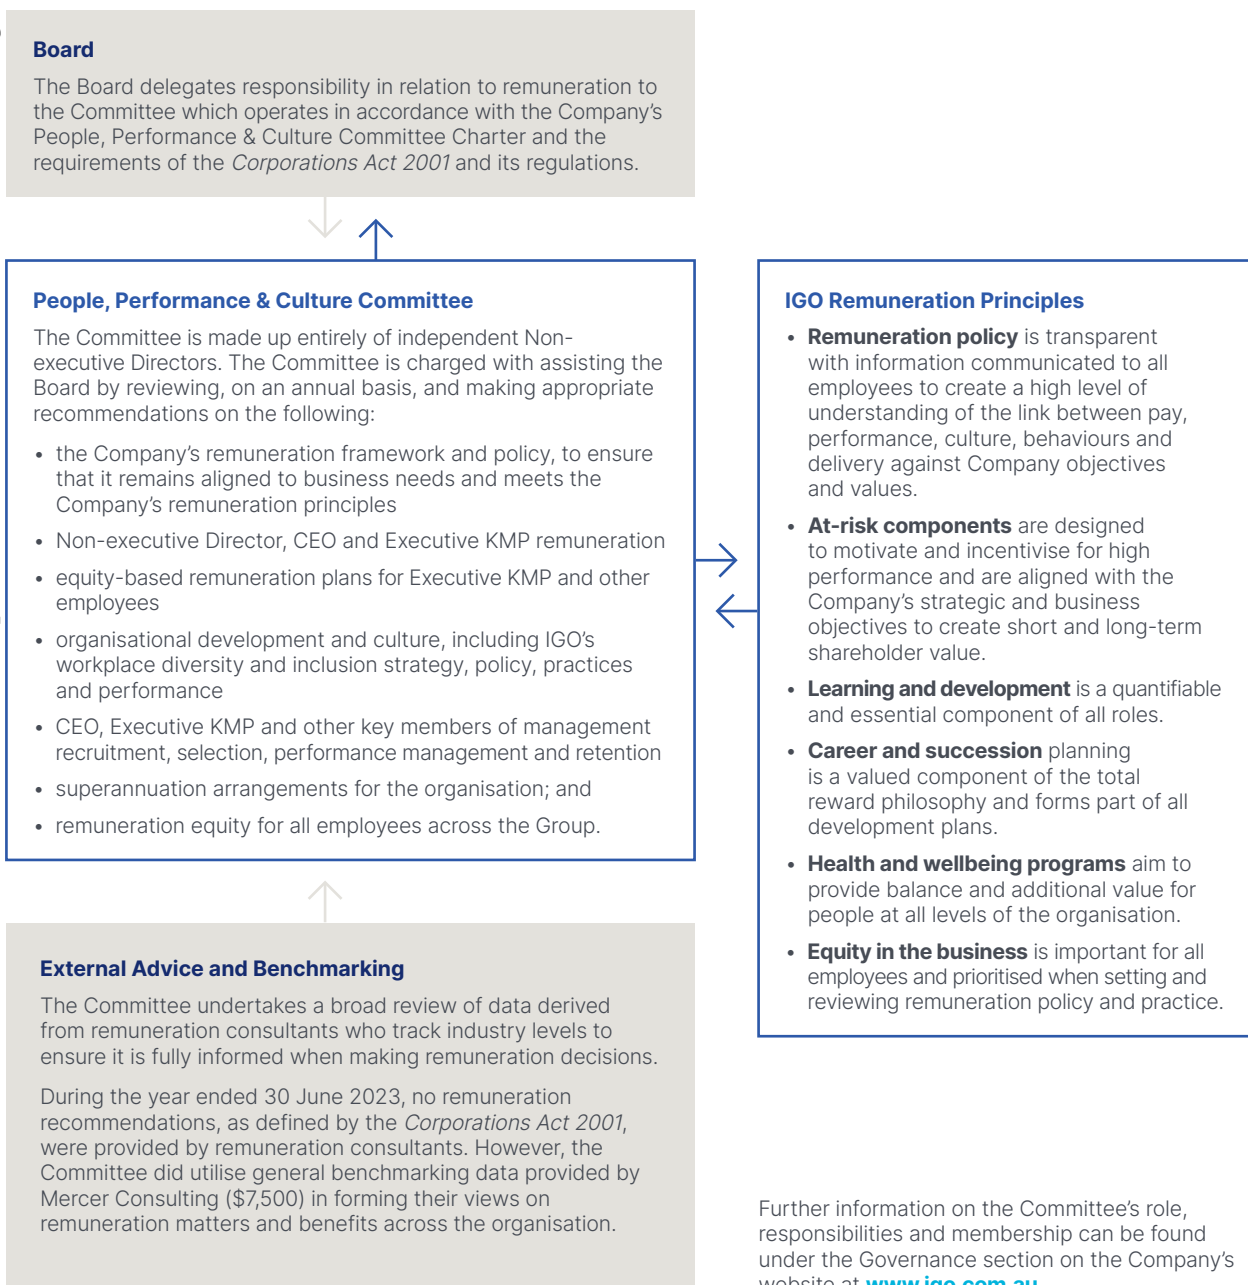 Board
The Board delegates responsibility in relation to remuneration to
the Committee which operates in accordance with the Company’s
People, Performance & Culture Committee Charter and the
requirements of the Corporations Act 2001 and its regulations.
People, Performance & Culture Committee
The Committee is made up entirely of independent Non-
executive Directors. The Committee is charged with assisting the
Board by reviewing, on an annual basis, and making appropriate
recommendations on the following:
• the Company’s remuneration framework and policy, to ensure
that it remains aligned to business needs and meets the
Company’s remuneration principles
• Non-executive Director, CEO and Executive KMP remuneration
• equity-based remuneration plans for Executive KMP and other
employees
• organisational development and culture, including IGO’s
workplace diversity and inclusion strategy, policy, practices
and performance
• CEO, Executive KMP and other key members of management
recruitment, selection, performance management and retention
• superannuation arrangements for the organisation; and
• remuneration equity for all employees across the Group.
External Advice and Benchmarking
The Committee undertakes a broad review of data derived
from remuneration consultants who track industry levels to
ensure it is fully informed when making remuneration decisions.
During the year ended 30 June 2023, no remuneration
recommendations, as defined by the Corporations Act 2001,
were provided by remuneration consultants. However, the
Committee did utilise general benchmarking data provided by
Mercer Consulting ($7,500) in forming their views on
remuneration matters and benefits across the organisation.
IGO Remuneration Principles
• Remuneration policy is transparent
with information communicated to all
employees to create a high level of
understanding of the link between pay,
performance, culture, behaviours and
delivery against Company objectives
and values.
• At-risk components are designed
to motivate and incentivise for high
performance and are aligned with the
Company’s strategic and business
objectives to create short and long-term
shareholder value.
• Learning and development is a quantifiable
and essential component of all roles.
• Career and succession planning
is a valued component of the total
reward philosophy and forms part of all
development plans.
• Health and wellbeing programs aim to
provide balance and additional value for
people at all levels of the organisation.
• Equity in the business is important for all
employees and prioritised when setting and
reviewing remuneration policy and practice.
Further information on the Committee’s role,
responsibilities and membership can be found
under the Governance section on the Company’s
website at www.igo.com.au